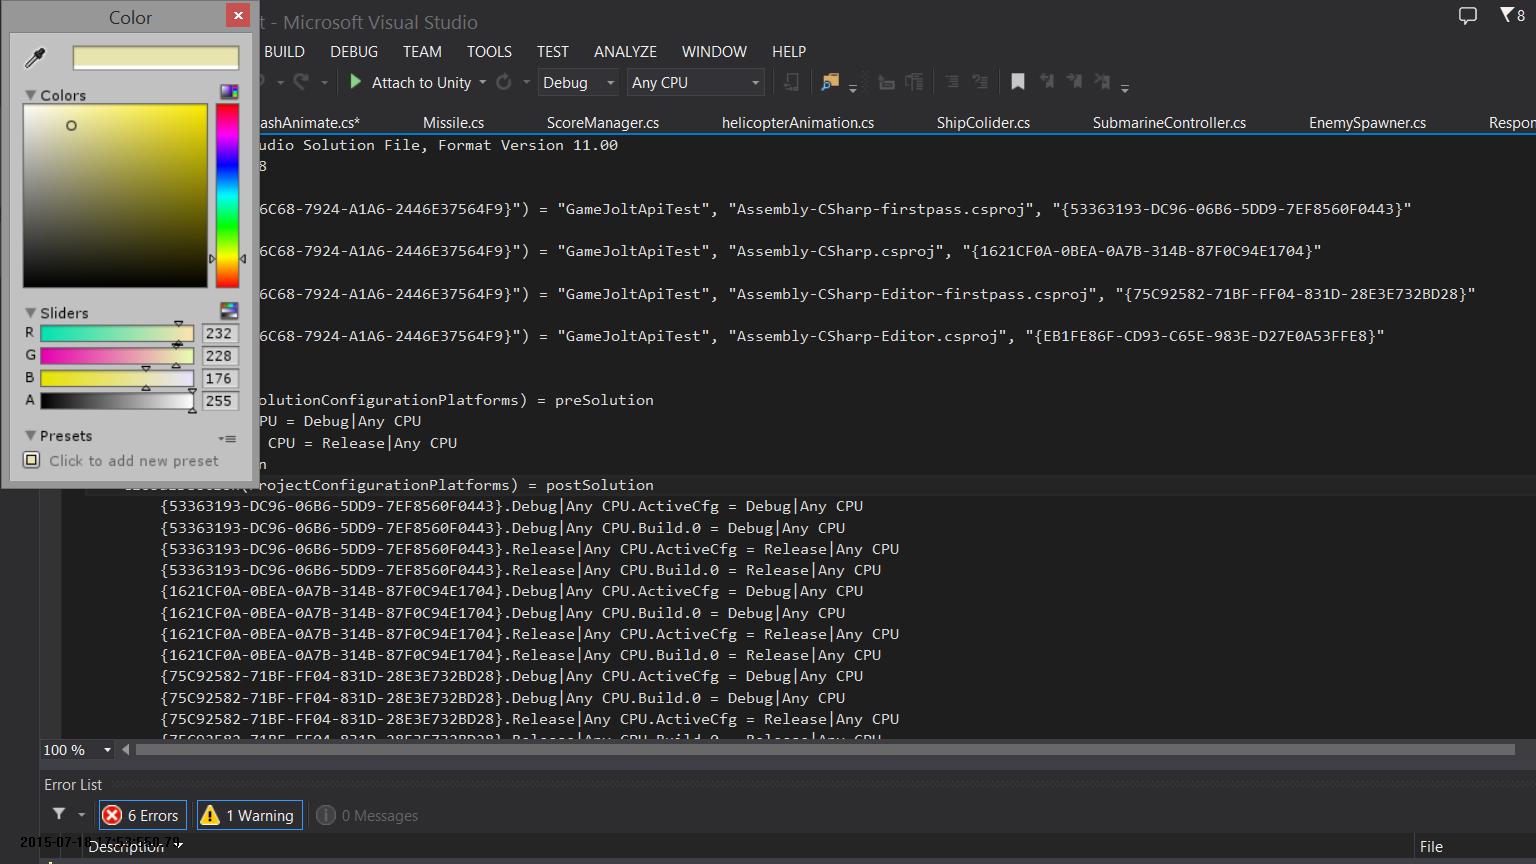 Color
t - Microsoft Visual Studio
8
BUILD DEBUG TEAM TOOLS TEST ANALYZE WINDOW HELP
Attach to Unity Debug Any CPU
Colors
ashAnimate.cs* Missile.cs ScoreManager.cs helicopterAnimation.cs ShipColider.cs SubmarineController.cs EnemySpawner.cs Respon
udio Solution File, Format Version 11.00
8
6C68-7924-A1A6-2446E37564F9}") = "GameJoltApiTest", "Assembly-CSharp-firstpass.csproj", "{53363193-DC96-06B6-5DD9-7EF8560F0443}"
6C68-7924-A1A6-2446E37564F9}") = "GameJoltApiTest", "Assembly-CSharp.csproj", "{1621CF0A-0BEA-0A7B-314B-87F0C94E1704}"
6C68-7924-A1A6-2446E37564F9}") = "GameJoltApiTest", "Assembly-CSharp-Editor-firstpass.csproj", "{75C92582-71BF-FF04-831D-28E3E732BD28}"
Sliders
R 232
6C68-7924-A1A6-2446E37564F9}") = "GameJoltApiTest", "Assembly-CSharp-Editor.csproj", "{EB1FE86F-CD93-C65E-983E-D27E0A53FFE8}"
G 228
B 176
A 255
olutionConfigurationPlatforms) = preSolution
PU = Debug|Any CPU
Presets
CPU = Release|Any CPU
Click to add new preset
n
rojectConfigurationPlatforms) = postSolution
{53363193-DC96-06B6-5DD9-7EF8560F0443}.Debug|Any CPU.ActiveCfg = Debug|Any CPU
{53363193-DC96-06B6-5DD9-7EF8560F0443}.Debug|Any CPU.Build.0 = Debug|Any CPU
{53363193-DC96-06B6-5DD9-7EF8560F0443}.Release|Any CPU.ActiveCfg = Release|Any CPU
{53363193-DC96-06B6-5DD9-7EF8560F0443}.Release|Any CPU.Build.0 = Release|Any CPU
{1621CF0A-0BEA-0A7B-314B-87F0C94E1704}.Debug|Any CPU.ActiveCfg = Debug|Any CPU
{1621CF0A-0BEA-0A7B-314B-87F0C94E1704}.Debug|Any CPU.Build.0 = Debug|Any CPU
{1621CF0A-0BEA-0A7B-314B-87F0C94E1704}.Release|Any CPU.ActiveCfg = Release|Any CPU
{1621CF0A-0BEA-0A7B-314B-87F0C94E1704}.Release|Any CPU.Build.0 = Release|Any CPU
{75C92582-71BF-FF04-831D-28E3E732BD28}.Debug|Any CPU.ActiveCfg = Debug|Any CPU
{75C92582-71BF-FF04-831D-28E3E732BD28}.Debug|Any CPU.Build.0 = Debug|Any CPU
{75C92582-71BF-FF04-831D-28E3E732BD28}.Release|Any CPU.ActiveCfg = Release|Any CPU
100 %
Error List
6 Errors 1 Warning 0 Messages
Description File